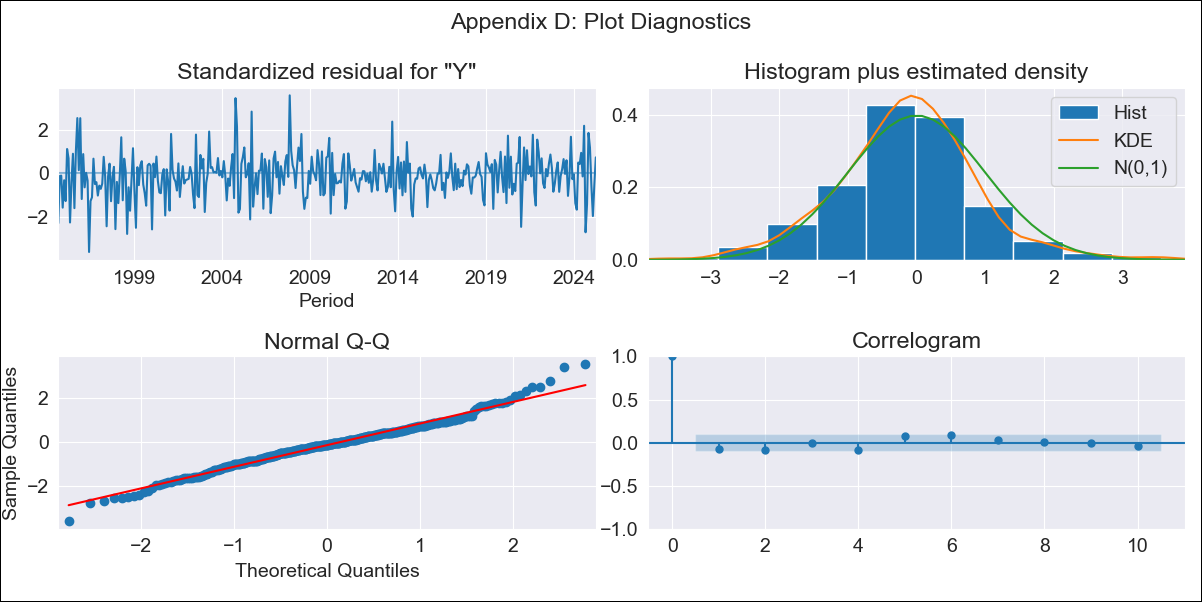 Appendix D: Plot Diagnostics
Standardized residual for "Y"
2
0
−2
1999 2004 2009 2014 2019 2024
Period
Histogram plus estimated density
0.4
0.2
0.0
−3 −2 −1 0 1 2 3
Hist
KDE
N(0,1)
Normal Q-Q
Sample Quantiles
2
0
−2
−2 −1 0 1 2
Theoretical Quantiles
Correlogram
1.0
0.5
0.0
−0.5
−1.0
0 2 4 6 8 10